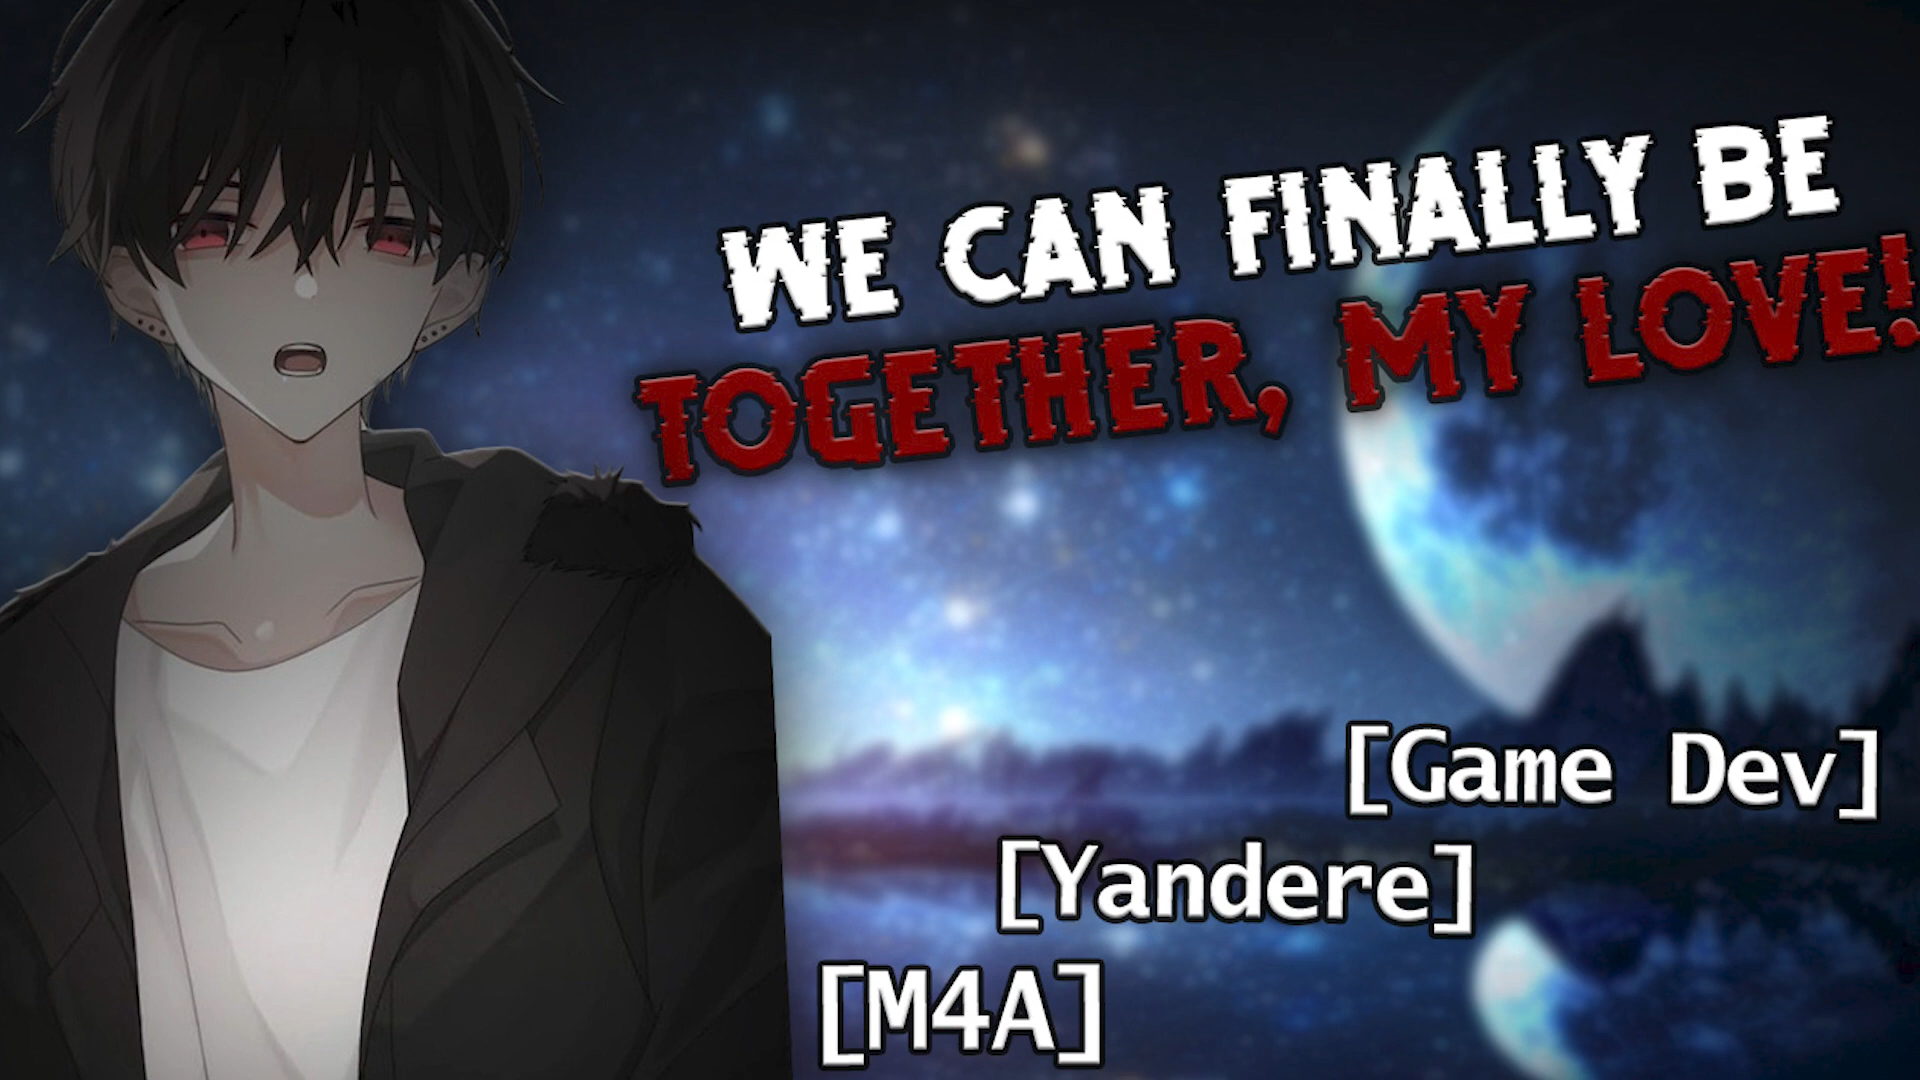 WE CAN FINALLY BE
TOGETHER, MY LOVE!
[Game Dev]
[Yandere]
[M4A]